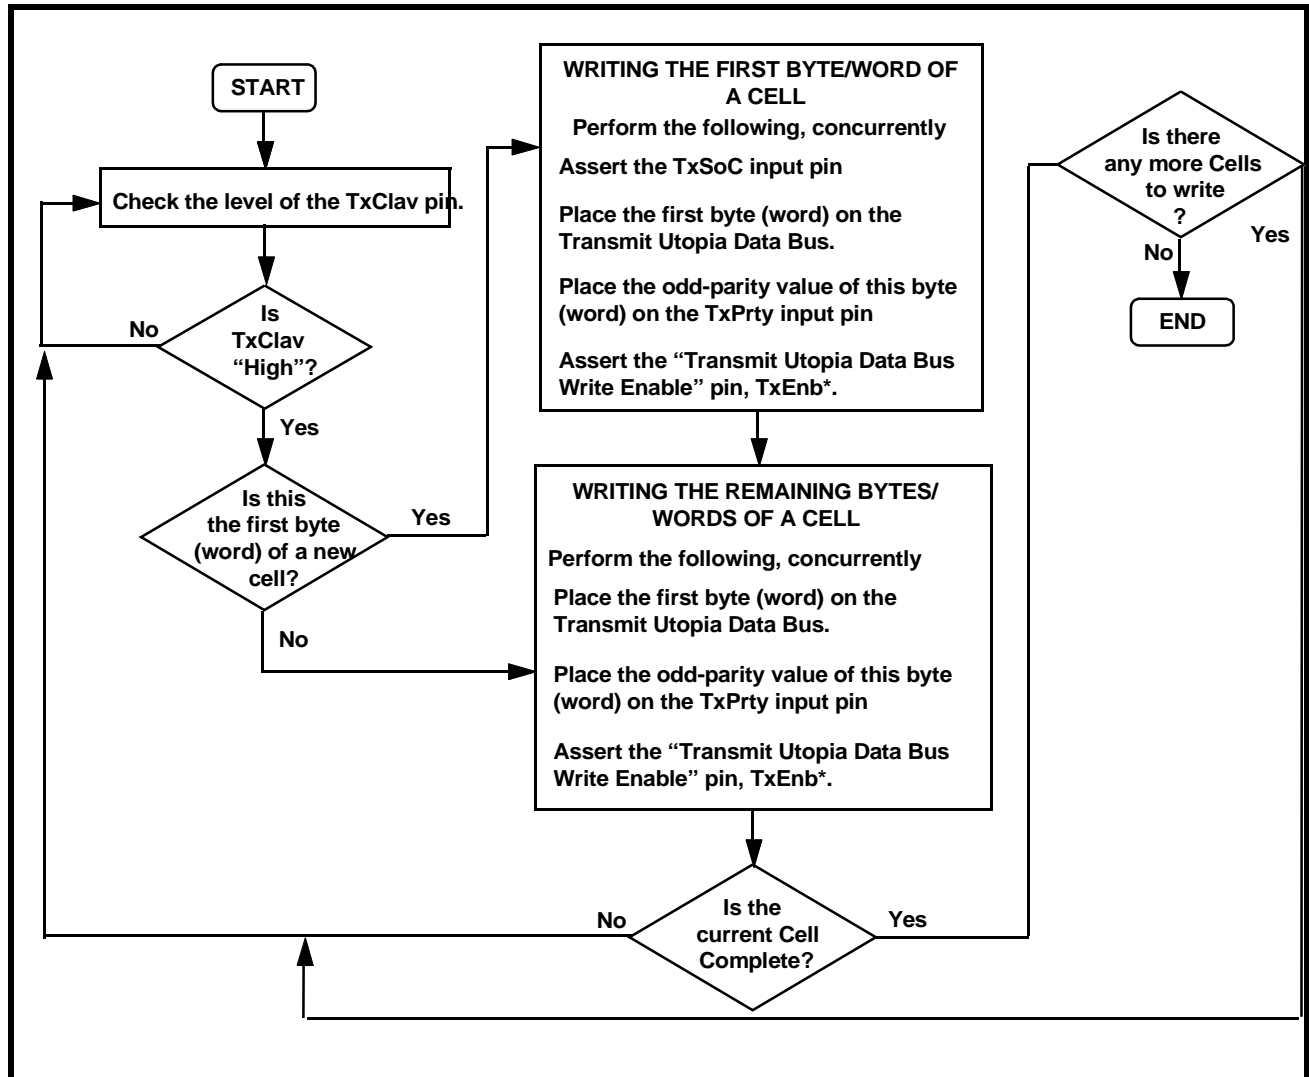 START
Check the level of the TxClav pin.
Is
TxClav
“High”?
No
Yes
Is this
the first byte
(word) of a new
cell?
Yes
No
WRITING THE FIRST BYTE/WORD OF
A CELL
Perform the following, concurrently
Assert the TxSoC input pin
Place the first byte (word) on the
Transmit Utopia Data Bus.
Place the odd-parity value of this byte
(word) on the TxPrty input pin
Assert the “Transmit Utopia Data Bus
Write Enable” pin, TxEnb*.
WRITING THE REMAINING BYTES/
WORDS OF A CELL
Perform the following, concurrently
Place the first byte (word) on the
Transmit Utopia Data Bus.
Place the odd-parity value of this byte
(word) on the TxPrty input pin
Assert the “Transmit Utopia Data Bus
Write Enable” pin, TxEnb*.
Is the
current Cell
Complete?
No
Yes
Is there
any more Cells
to write
?
Yes
No
END